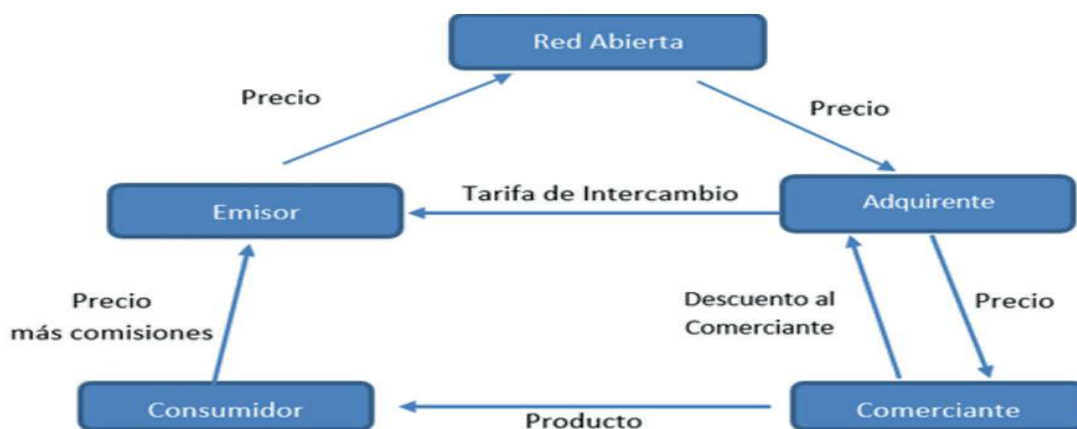 Red Abierta
Precio
Precio
Emisor
Tarifa de Intercambio
Adquirente
Precio
más comisiones
Descuento al
Comerciante
Precio
Consumidor
Producto
Comerciante